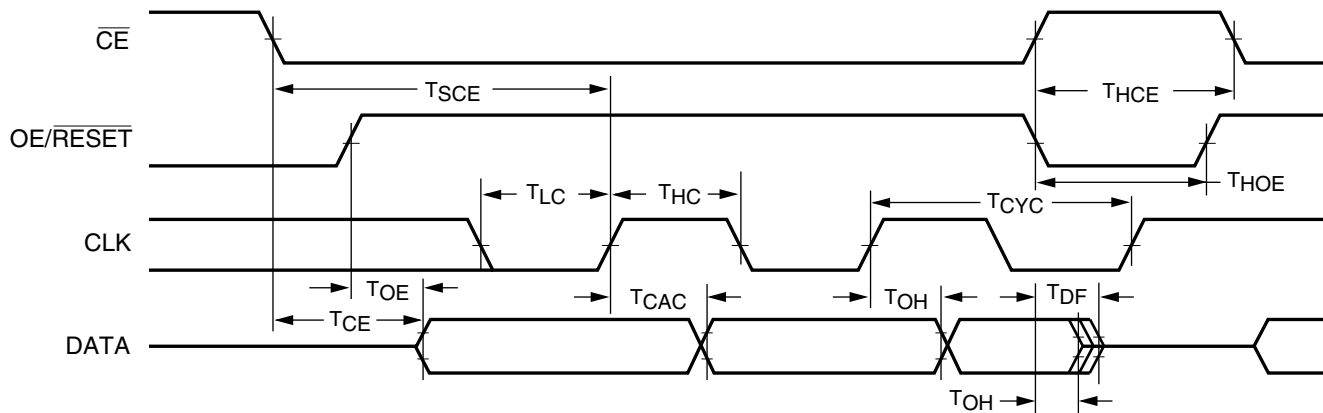 CE
TSCE
THCE
OE/RESET
THOE
TLC
THC
TCYC
CLK
TOE
TCAC
TOH
TDF
TCE
DATA
TOH